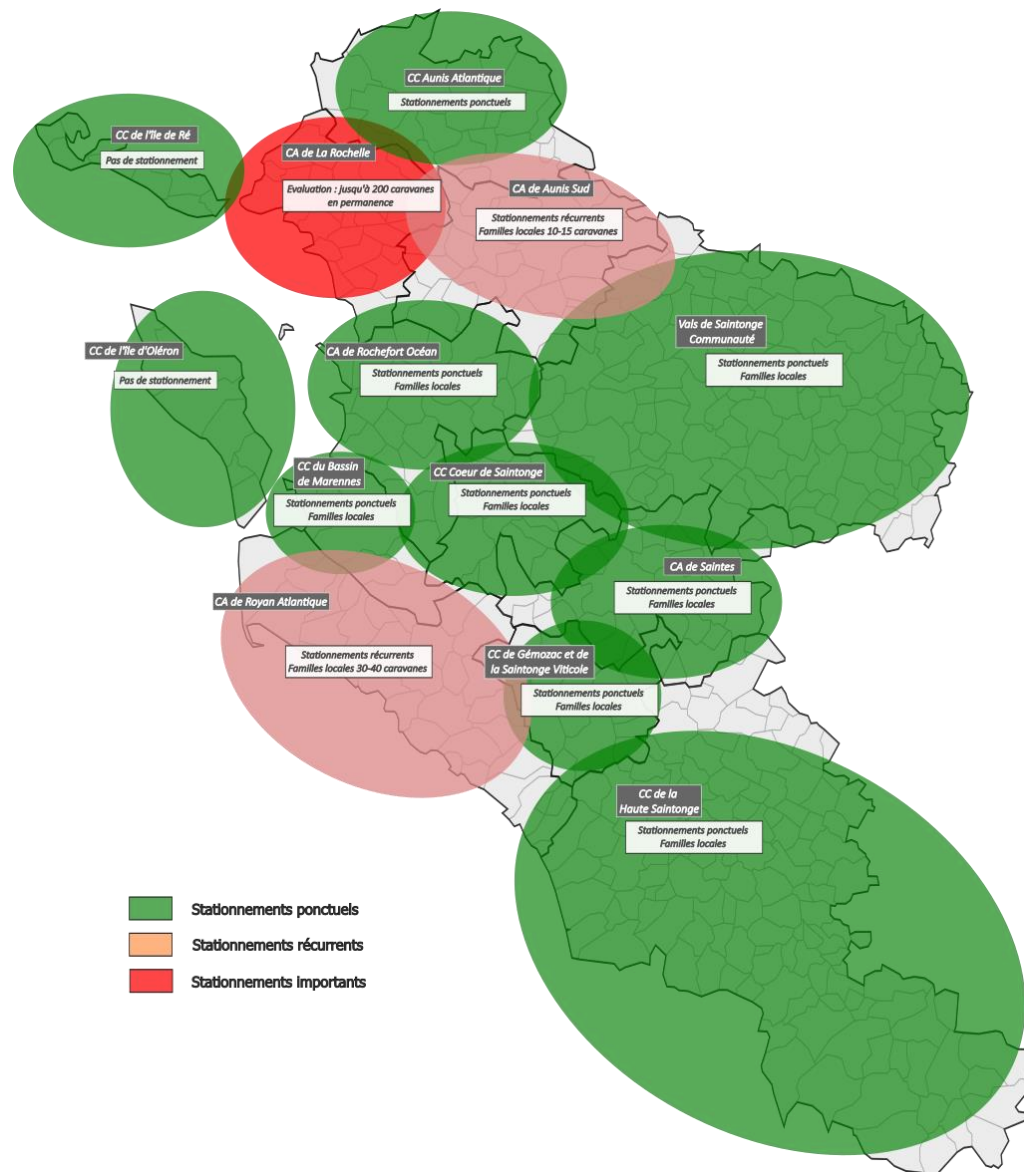 CC Aunis Atlantique
Stationnements ponctuels
CC de l'île de Ré
Pas de stationnement
CA de La Rochelle
Evaluation : jusqu'à 200 caravanes
en permanence
CA de Aunis Sud
Stationnements récurrents
Familles locales 10-15 caravanes
Vals de Saintonge
Communauté
Stationnements ponctuels
Familles locales
CC de l'île d'Oléron
Pas de stationnement
CA de Rochefort Océan
Stationnements ponctuels
Familles locales
CC du Bassin
de Marennes
Stationnements ponctuels
Familles locales
CC Coeur de Saintonge
Stationnements ponctuels
Familles locales
CA de Saintes
Stationnements ponctuels
Familles locales
CA de Royan Atlantique
Stationnements récurrents
Familles locales 30-40 caravanes
CC de Gémozac et de
la Saintonge Viticole
Stationnements ponctuels
Familles locales
CC de la
Haute Saintonge
Stationnements ponctuels
Familles locales
Stationnements ponctuels
Stationnements récurrents
Stationnements importants